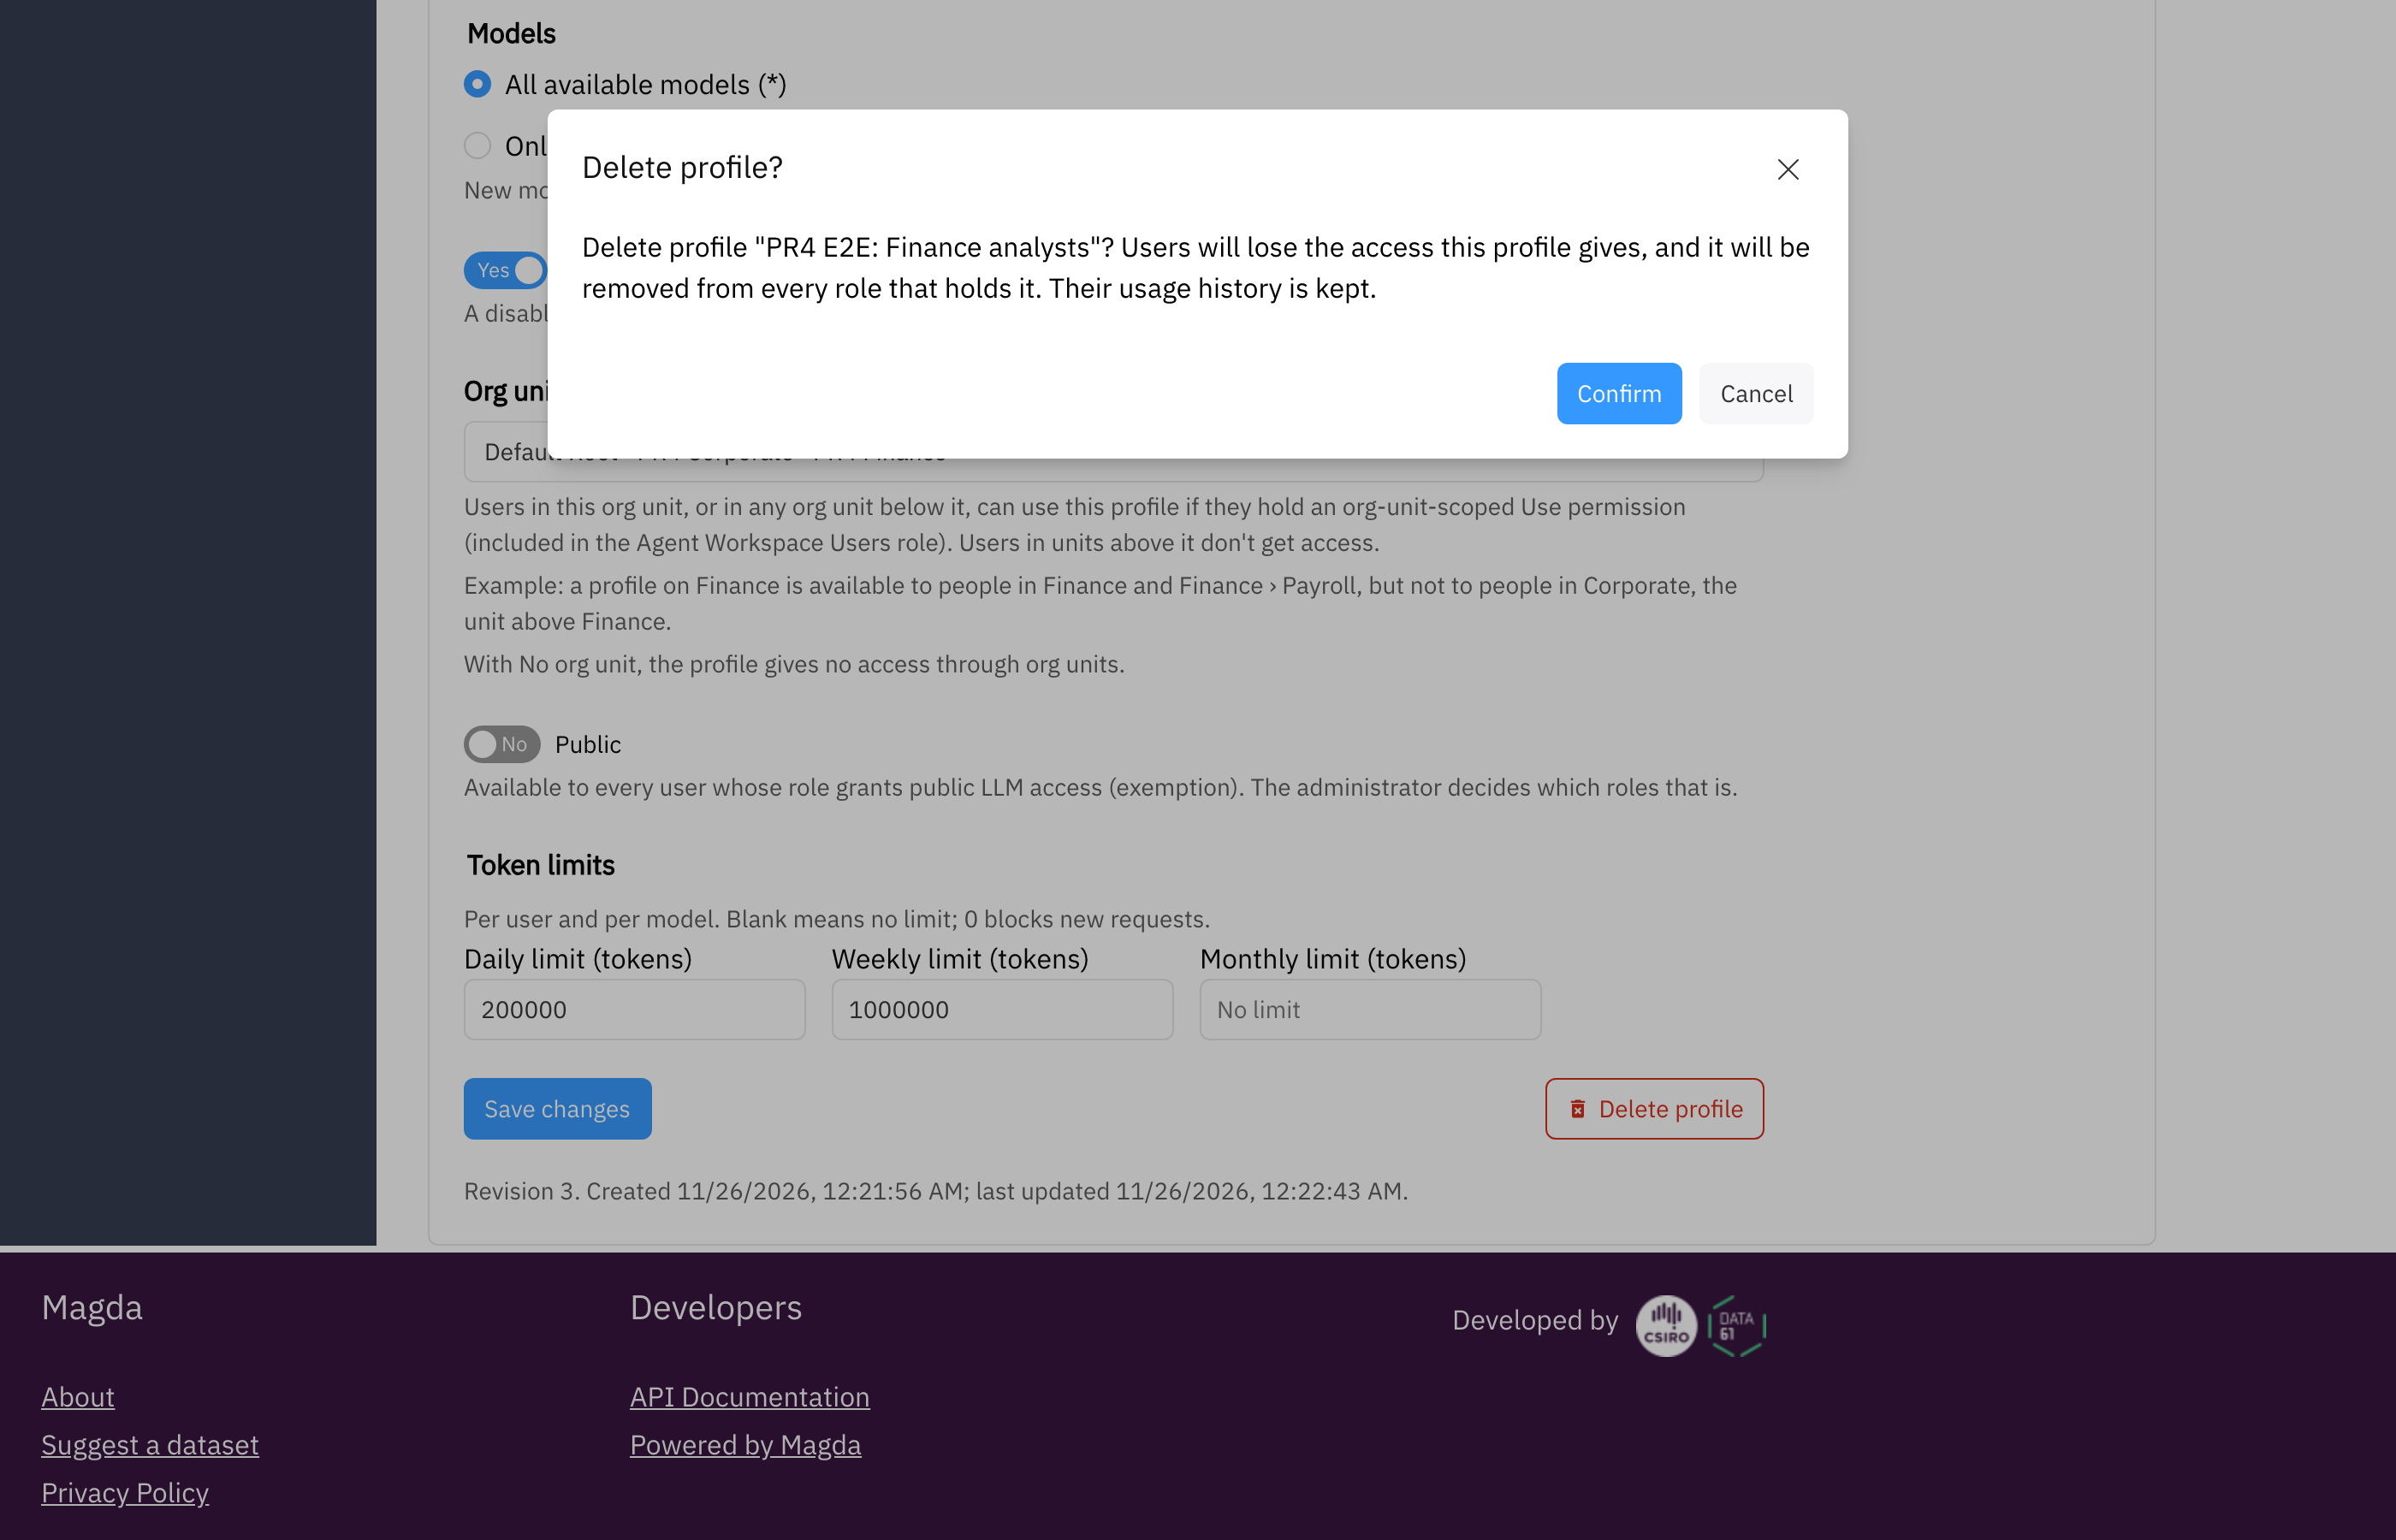 Models
All available models (*)
Delete profile?
Delete profile "PR4 E2E: Finance analysts"? Users will lose the access this profile gives, and it will be
removed from every role that holds it. Their usage history is kept.
Confirm
Cancel
Yes
Users in this org unit, or in any org unit below it, can use this profile if they hold an org-unit-scoped Use permission
(included in the Agent Workspace Users role). Users in units above it don't get access.
Example: a profile on Finance is available to people in Finance and Finance › Payroll, but not to people in Corporate, the
unit above Finance.
With No org unit, the profile gives no access through org units.
No Public
Available to every user whose role grants public LLM access (exemption). The administrator decides which roles that is.
Token limits
Per user and per model. Blank means no limit; 0 blocks new requests.
Daily limit (tokens) Weekly limit (tokens) Monthly limit (tokens)
200000 1000000 No limit
Save changes
Delete profile
Revision 3. Created 11/26/2026, 12:21:56 AM; last updated 11/26/2026, 12:22:43 AM.
Magda
About
Suggest a dataset
Privacy Policy
Developers
API Documentation
Powered by Magda
Developed by
CSIRO
DATA
61